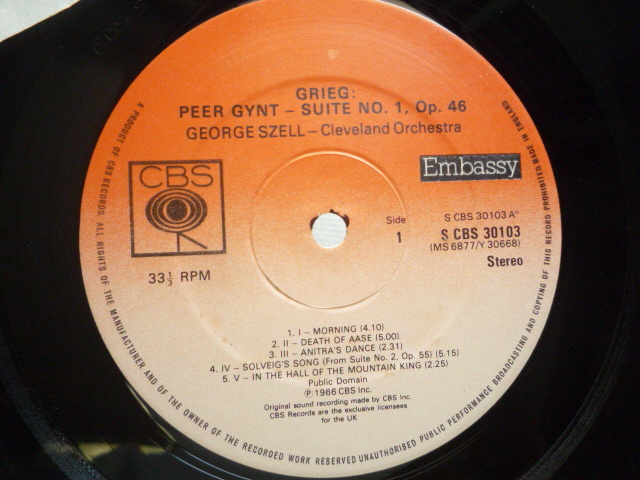 GRIEG:
PEER GYNT – SUITE NO. 1, Op. 46
GEORGE SZELL – Cleveland Orchestra
CBS
Embassy
Side
1
S CBS 30103 A°
S CBS 30103
(MS 6877/Y 30668)
Stereo
33⅓ RPM
1. I – MORNING (4.10)
2. II – DEATH OF AASE (5.00)
3. III – ANITRA'S DANCE (2.31)
4. IV – SOLVEIG'S SONG (From Suite No. 2, Op. 55) (5.15)
5. V – IN THE HALL OF THE MOUNTAIN KING (2.25)
Public Domain
Ⓟ 1966 CBS Inc.
Original sound recording made by CBS Inc.
CBS Records are the exclusive licensees
for the UK
A PRODUCT OF CBS RECORDS. ALL RIGHTS OF THE MANUFACTURER AND OF THE OWNER OF THE RECORDED WORK RESERVED UNAUTHORISED PUBLIC PERFORMANCE BROADCASTING AND COPYING OF THIS RECORD PROHIBITED MADE IN ENGLAND